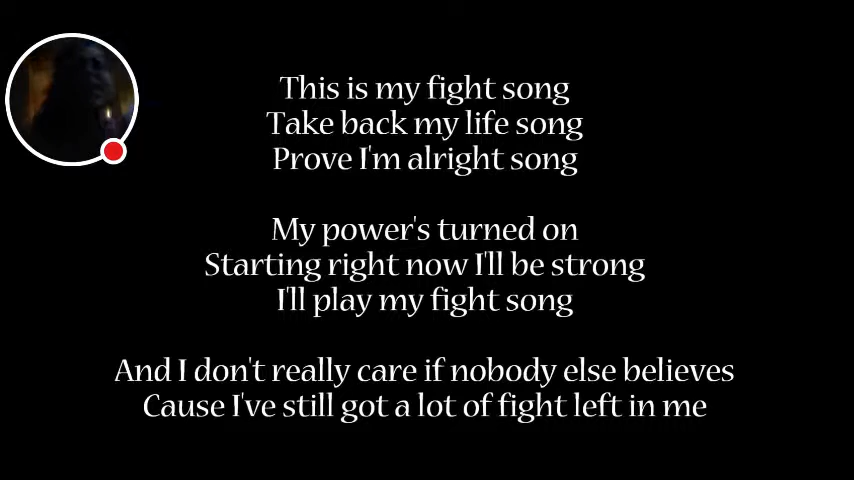 This is my fight song
Take back my life song
Prove I'm alright song
My power's turned on
Starting right now I'll be strong
I'll play my fight song
And I don't really care if nobody else believes
Cause I've still got a lot of fight left in me